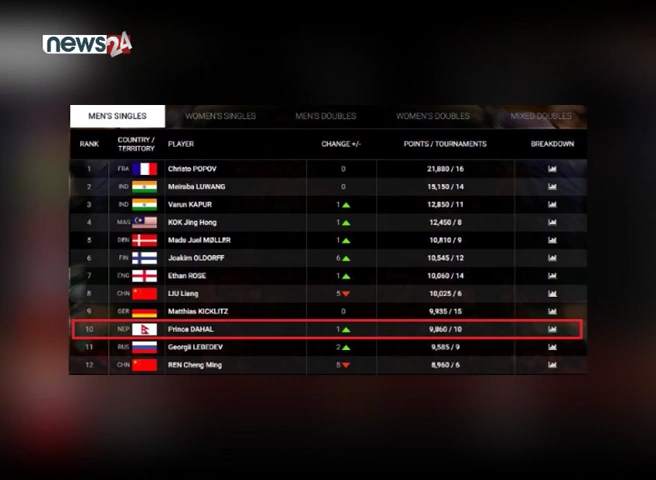 news24
MEN'S SINGLES WOMEN'S SINGLES MEN'S DOUBLES WOMEN'S DOUBLES MIXED DOUBLES
RANK COUNTRY / TERRITORY PLAYER CHANGE +/- POINTS / TOURNAMENTS BREAKDOWN
1 FRA Christo POPOV 0 21,880 / 16
2 IND Meiraba LUWANG 0 15,150 / 14
3 IND Varun KAPUR 1 12,850 / 11
4 MAS KOK Jing Hong 1 12,450 / 8
5 DEN Mads Juel MØLLER 1 10,810 / 9
6 FIN Joakim OLDORFF 6 10,545 / 12
7 ENG Ethan ROSE 1 10,060 / 14
8 CHN LIU Liang 5 10,025 / 6
9 GER Matthias KICKLITZ 0 9,935 / 15
10 NEP Prince DAHAL 1 9,860 / 10
11 RUS Georgii LEBEDEV 2 9,585 / 9
12 CHN REN Cheng Ming 5 8,960 / 6